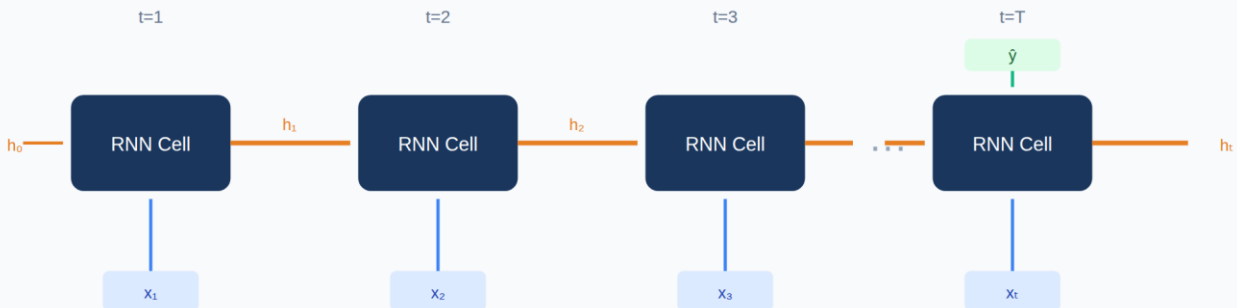 t=1 t=2 t=3 t=T
ŷ
h₁ h₂
h₀ RNN Cell RNN Cell RNN Cell ... RNN Cell hₜ
x₁ x₂ x₃ xₜ